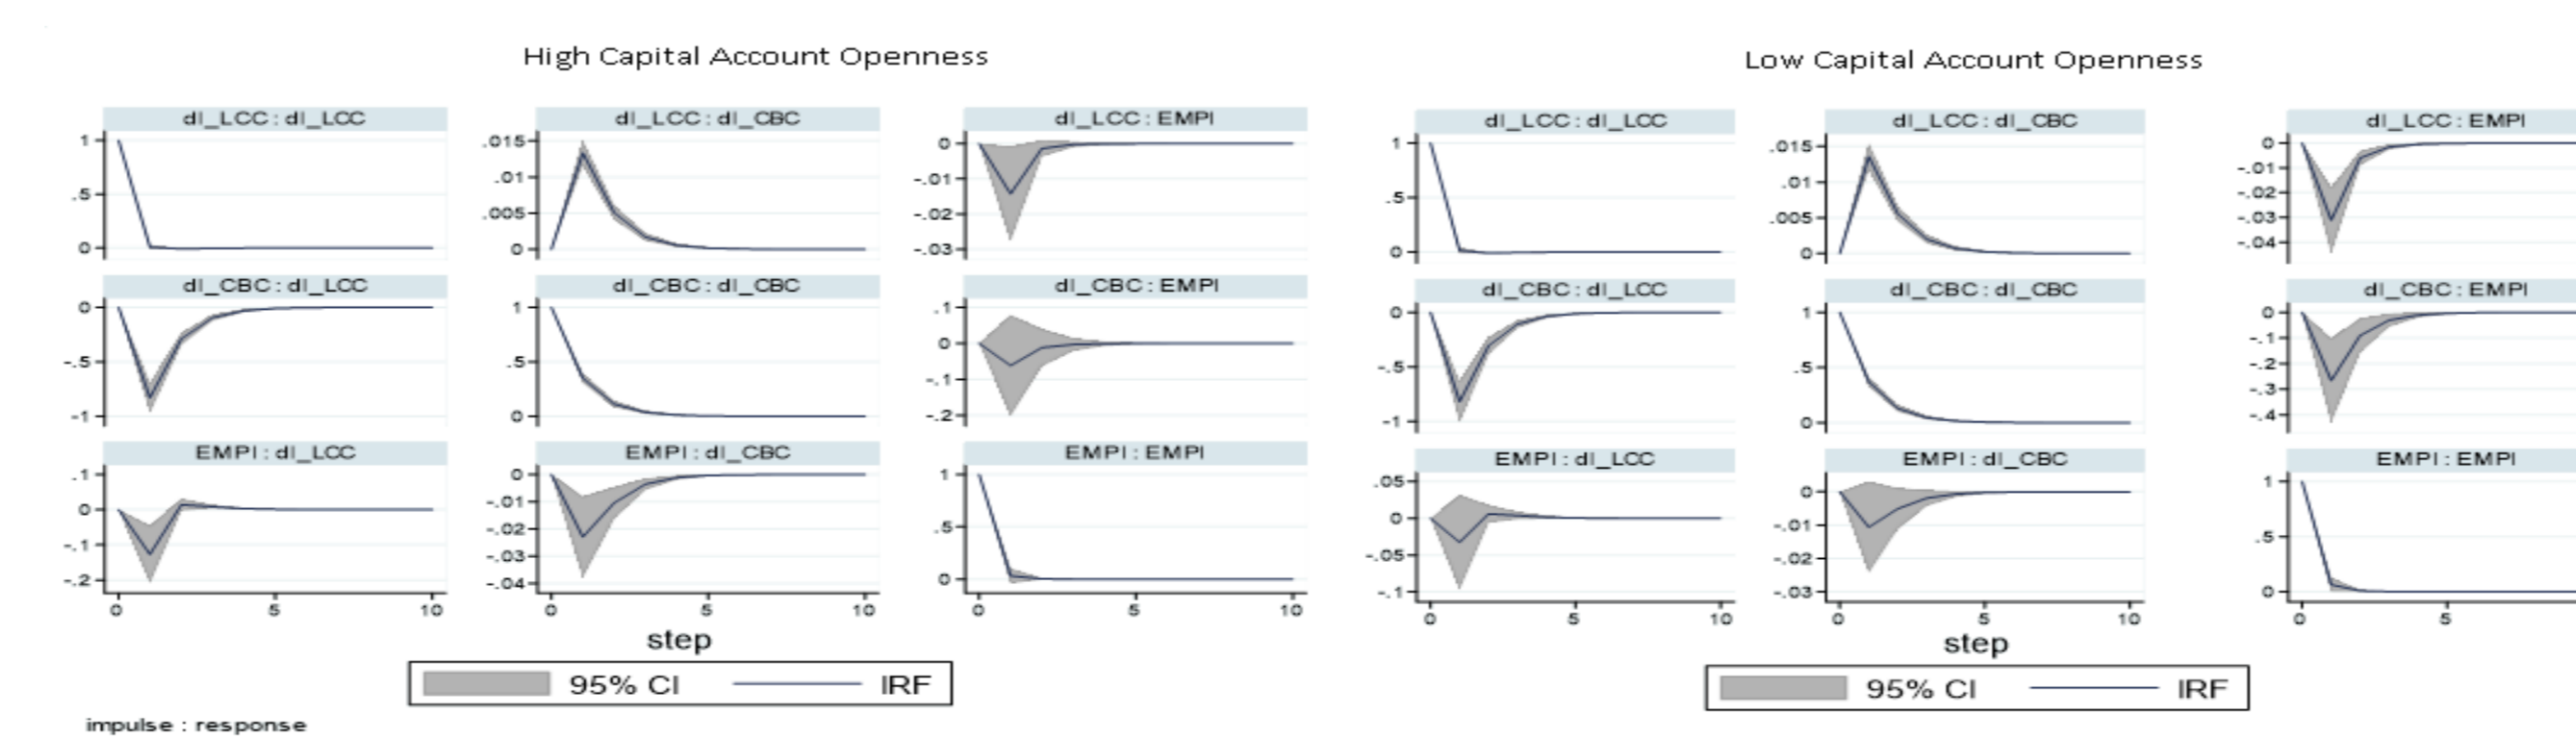 High Capital Account Openness
dl_LCC : dl_LCC dl_LCC : dl_CBC dl_LCC : EMPI
1 .5 0
.015 .01 .005 0
0 -.01 -.02 -.03
dl_CBC : dl_LCC dl_CBC : dl_CBC dl_CBC : EMPI
0 -.5 -1
1 .5 0
.1 0 -.1 -.2
EMPI : dl_LCC EMPI : dl_CBC EMPI : EMPI
.1 0 -.1 -.2
0 -.01 -.02 -.03 -.04
1 .5 0
0 5 10 0 5 10 0 5 10
step
95% CI IRF
impulse : response
Low Capital Account Openness
dl_LCC : dl_LCC dl_LCC : dl_CBC dl_LCC : EMPI
1 .5 0
.015 .01 .005 0
0 -.01 -.02 -.03 -.04
dl_CBC : dl_LCC dl_CBC : dl_CBC dl_CBC : EMPI
0 -.5 -1
1 .5 0
0 -.1 -.2 -.3 -.4
EMPI : dl_LCC EMPI : dl_CBC EMPI : EMPI
.05 0 -.05 -.1
0 -.01 -.02 -.03
1 .5 0
0 5 10 0 5 10 0 5
step
95% CI IRF